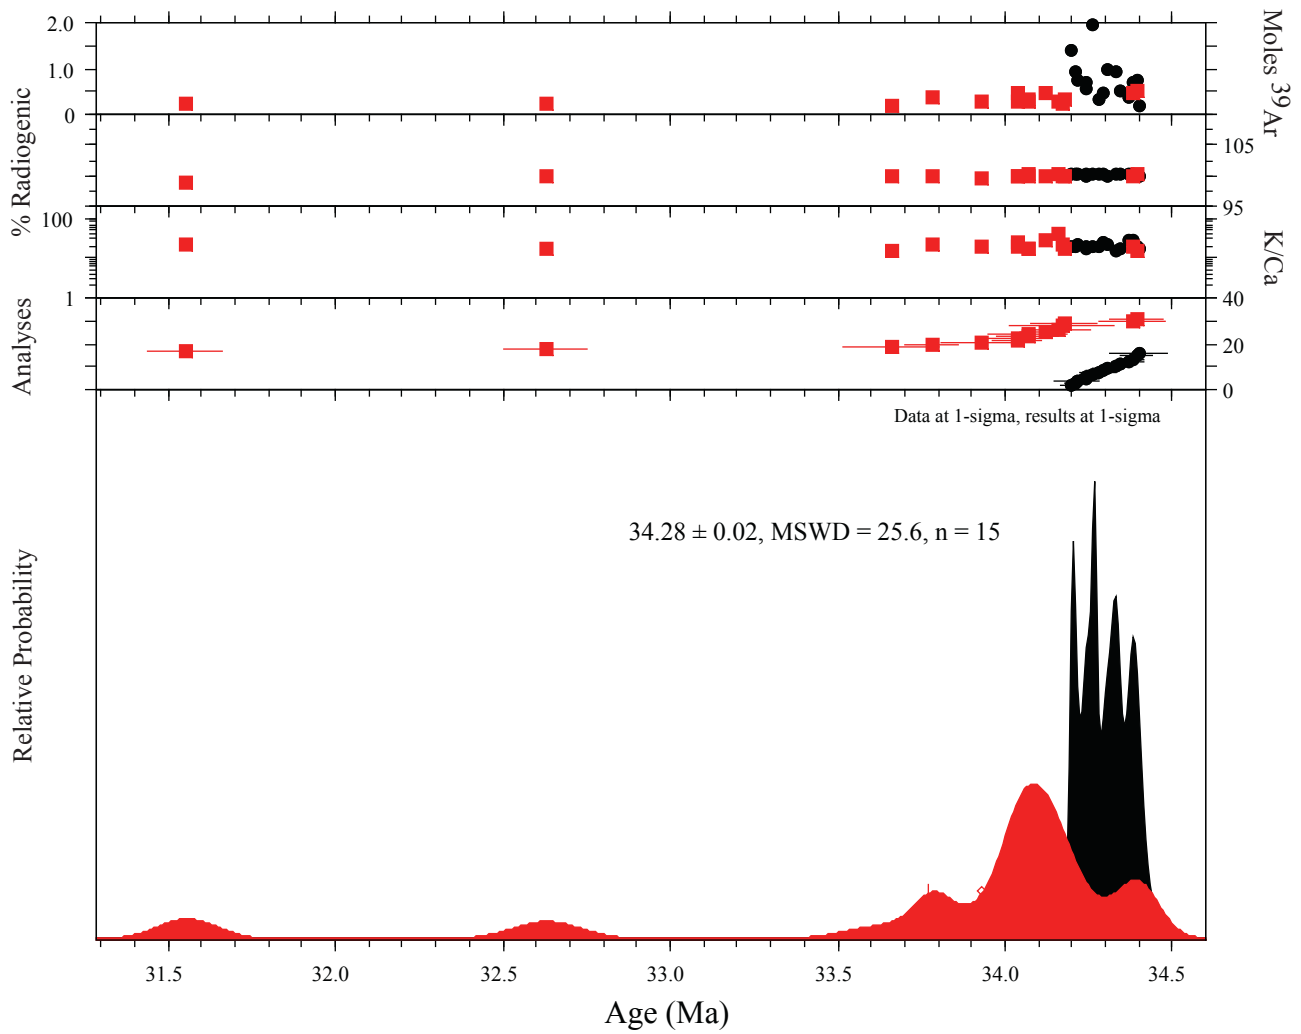 2.0
1.0
0
Moles 39Ar
% Radiogenic
105
95
100
1
K/Ca
Analyses
40
20
0
Data at 1-sigma, results at 1-sigma
34.28 ± 0.02, MSWD = 25.6, n = 15
Relative Probability
31.5 32.0 32.5 33.0 33.5 34.0 34.5
Age (Ma)